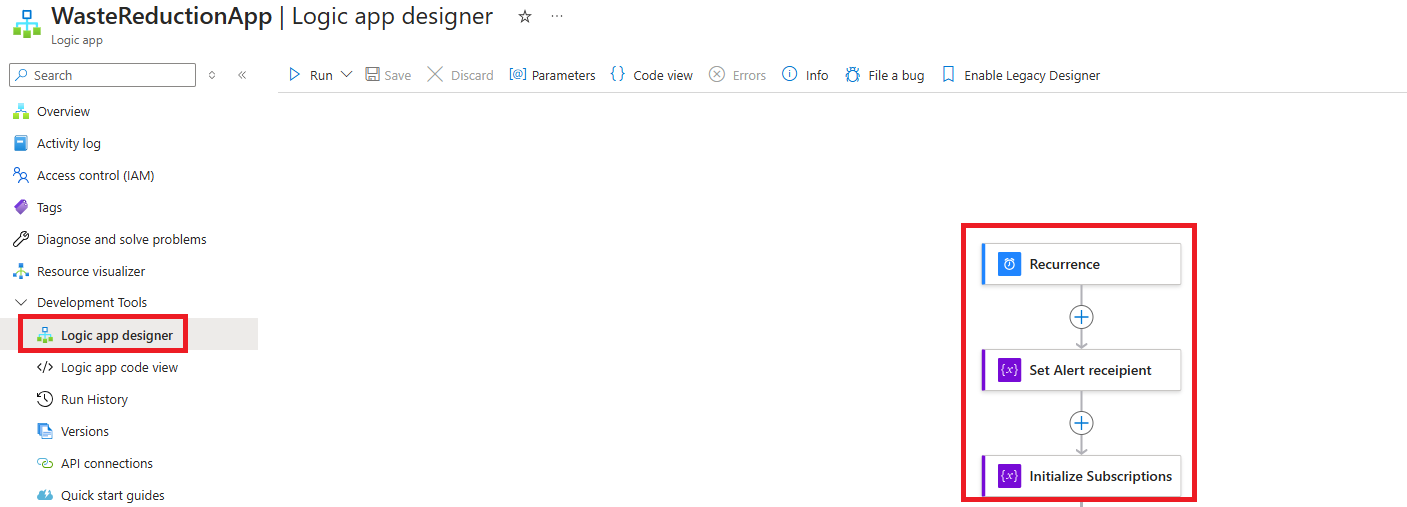 WasteReductionApp | Logic app designer
Logic app
Search
Run
Save
Discard
Parameters
Code view
Errors
Info
File a bug
Enable Legacy Designer
Overview
Activity log
Access control (IAM)
Tags
Diagnose and solve problems
Resource visualizer
Development Tools
Logic app designer
Logic app code view
Run History
Versions
API connections
Quick start guides
Recurrence
{x} Set Alert receipient
{x} Initialize Subscriptions